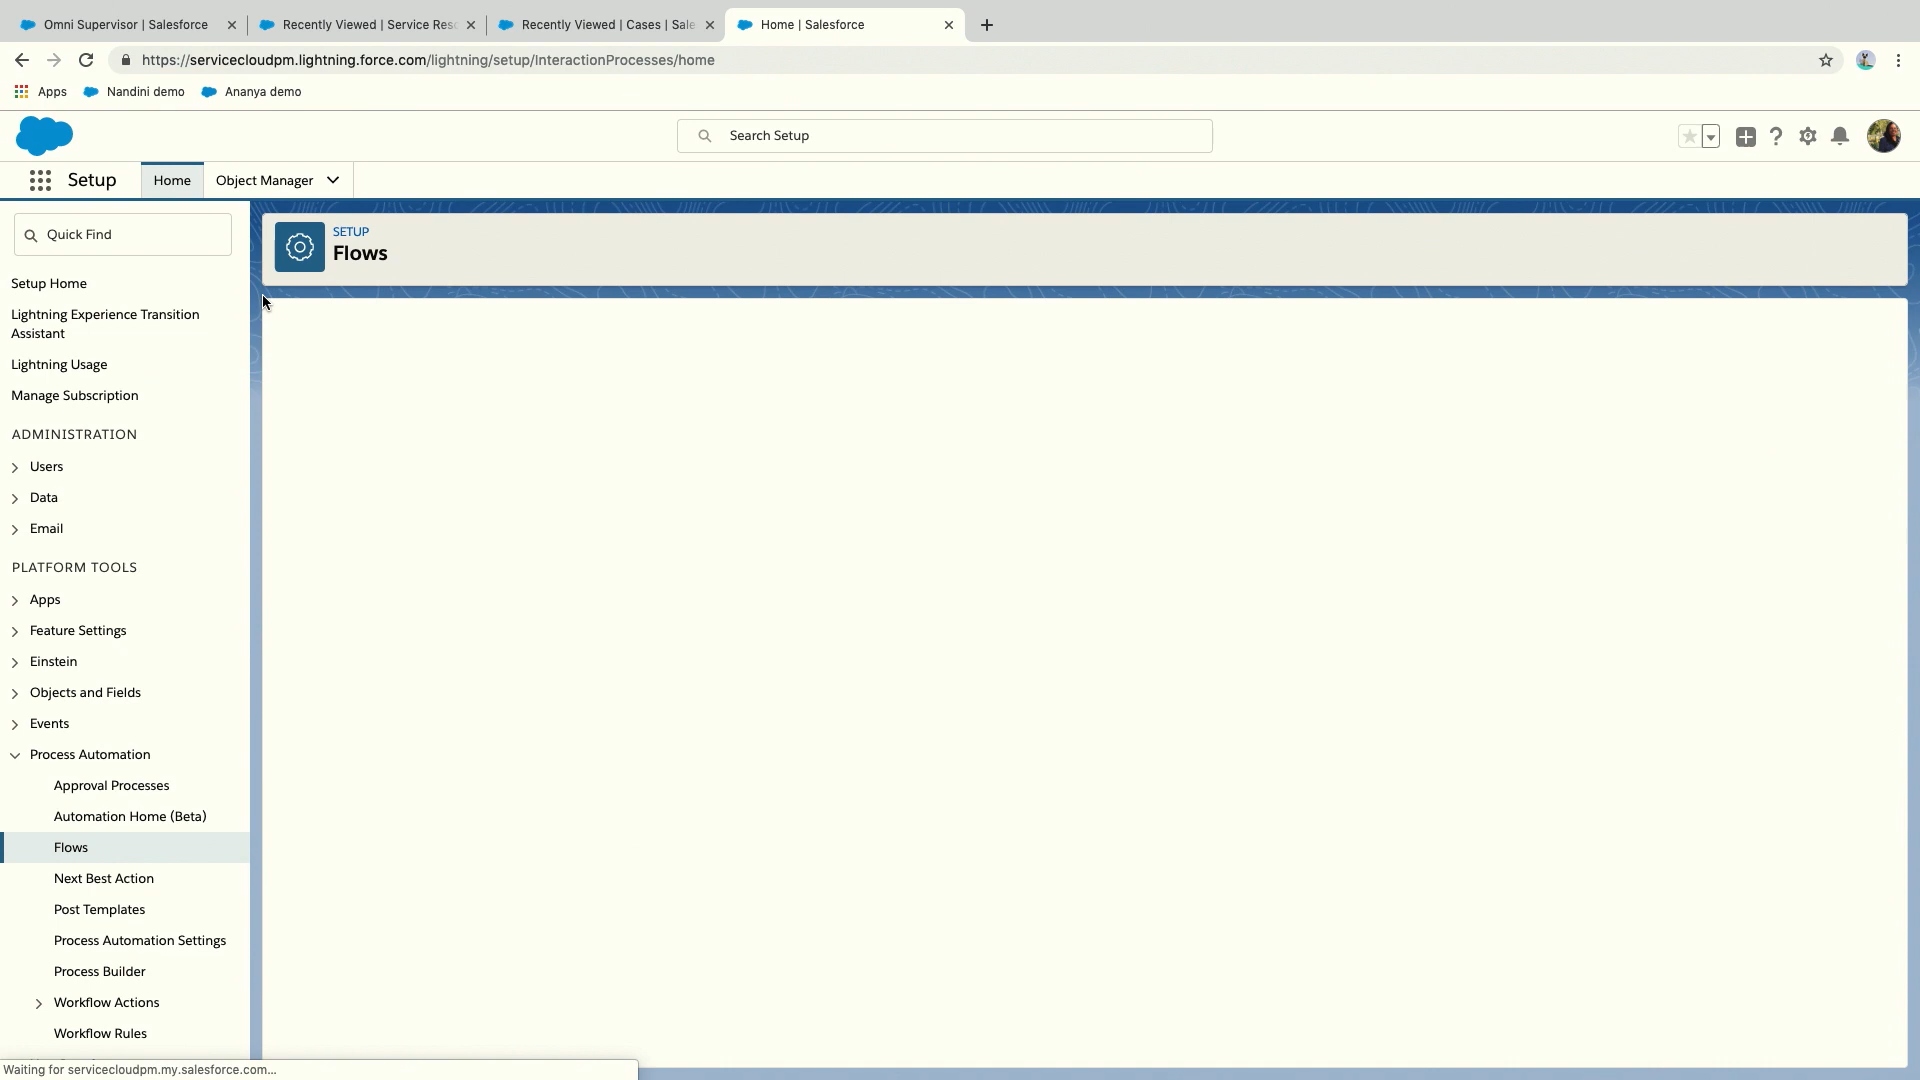 Omni Supervisor | Salesforce
Recently Viewed | Service Reso
Recently Viewed | Cases | Sale
Home | Salesforce
https://servicecloudpm.lightning.force.com/lightning/setup/InteractionProcesses/home
Apps
Nandini demo
Ananya demo
Search Setup
Setup
Home
Object Manager
Quick Find
SETUP
Flows
Setup Home
Lightning Experience Transition
Assistant
Lightning Usage
Manage Subscription
ADMINISTRATION
Users
Data
Email
PLATFORM TOOLS
Apps
Feature Settings
Einstein
Objects and Fields
Events
Process Automation
Approval Processes
Automation Home (Beta)
Flows
Next Best Action
Post Templates
Process Automation Settings
Process Builder
Workflow Actions
Workflow Rules
Waiting for servicecloudpm.my.salesforce.com...